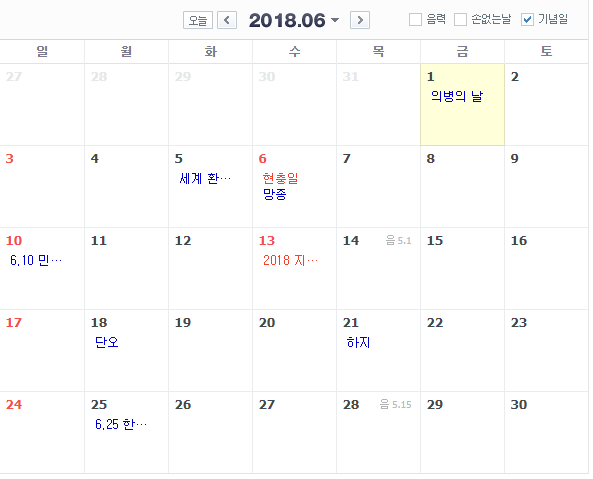 오늘 < 2018.06 > 음력 손없는날 기념일
일 월 화 수 목 금 토
27 28 29 30 31 1 2
의병의 날
3 4 5 6 7 8 9
세계 환… 현충일
망종
10 11 12 13 14 음 5.1 15 16
6.10 민… 2018 지…
17 18 19 20 21 22 23
단오 하지
24 25 26 27 28 음 5.15 29 30
6.25 한…